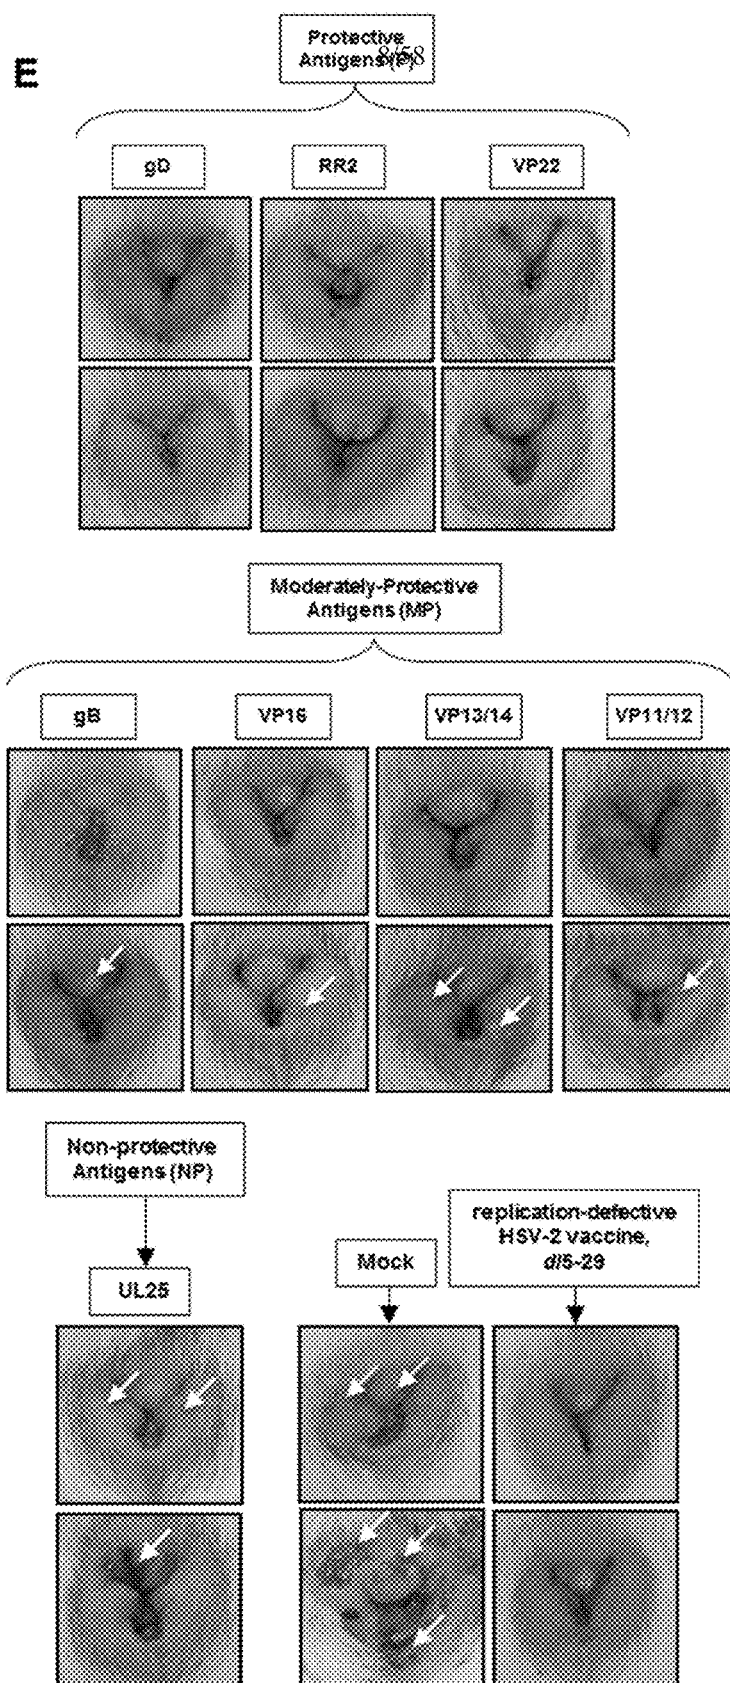 E
Protective
Antigens (P)
8/58
gD
RR2
VP22
Moderately-Protective
Antigens (MP)
gB
VP16
VP13/14
VP11/12
Non-protective
Antigens (NP)
replication-defective
HSV-2 vaccine,
dl5-29
Mock
UL25